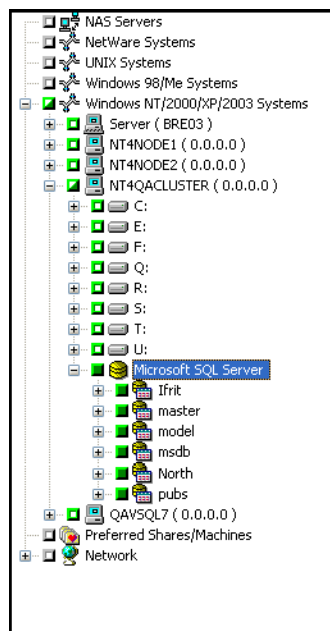 NAS Servers
NetWare Systems
UNIX Systems
Windows 98/Me Systems
Windows NT/2000/XP/2003 Systems
Server ( BRE03 )
NT4NODE1 ( 0.0.0.0 )
NT4NODE2 ( 0.0.0.0 )
NT4QACLUSTER ( 0.0.0.0 )
C:
E:
F:
Q:
R:
S:
T:
U:
Microsoft SQL Server
Ifrit
master
model
msdb
North
pubs
QAVSQL7 ( 0.0.0.0 )
Preferred Shares/Machines
Network